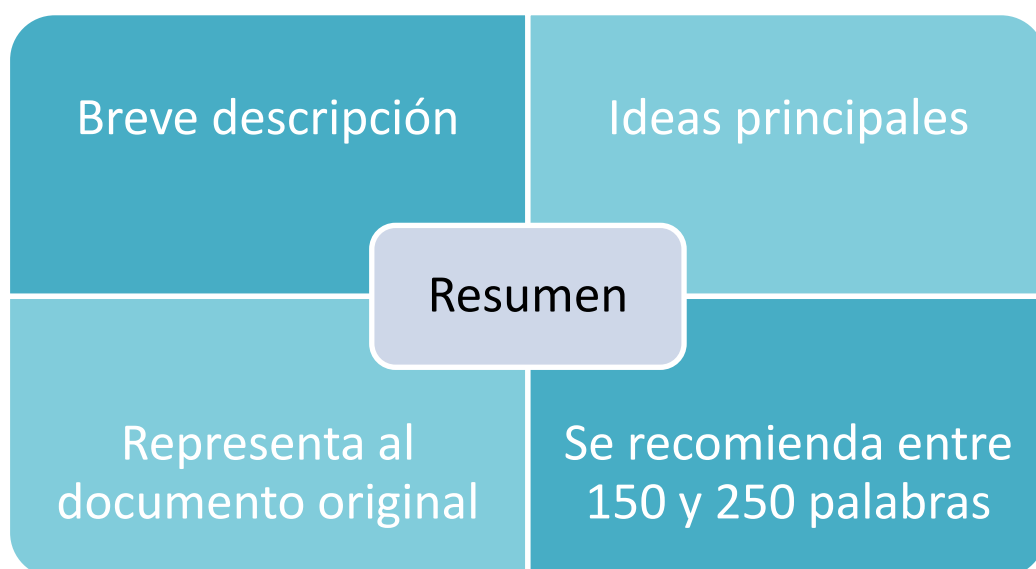 Breve descripción
Ideas principales
Resumen
Representa al
documento original
Se recomienda entre
150 y 250 palabras